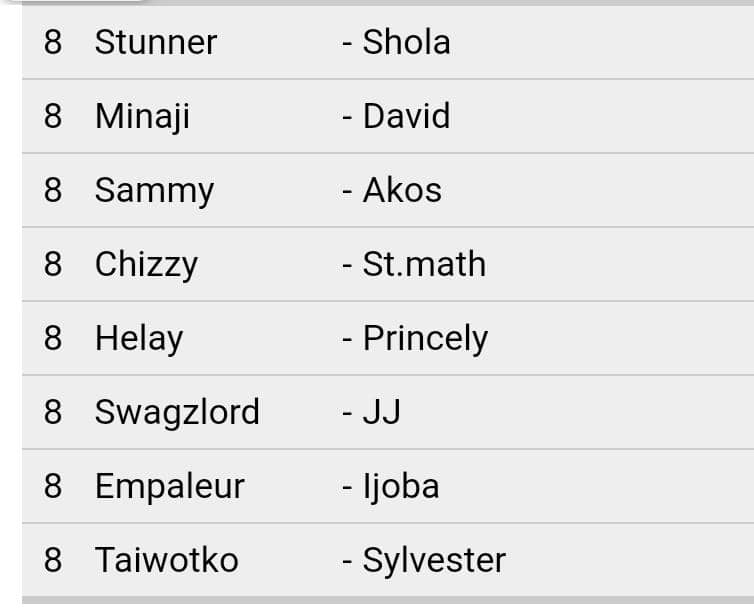 8 Stunner - Shola
8 Minaji - David
8 Sammy - Akos
8 Chizzy - St.math
8 Helay - Princely
8 Swagzlord - JJ
8 Empaleur - Ijoba
8 Taiwotko - Sylvester